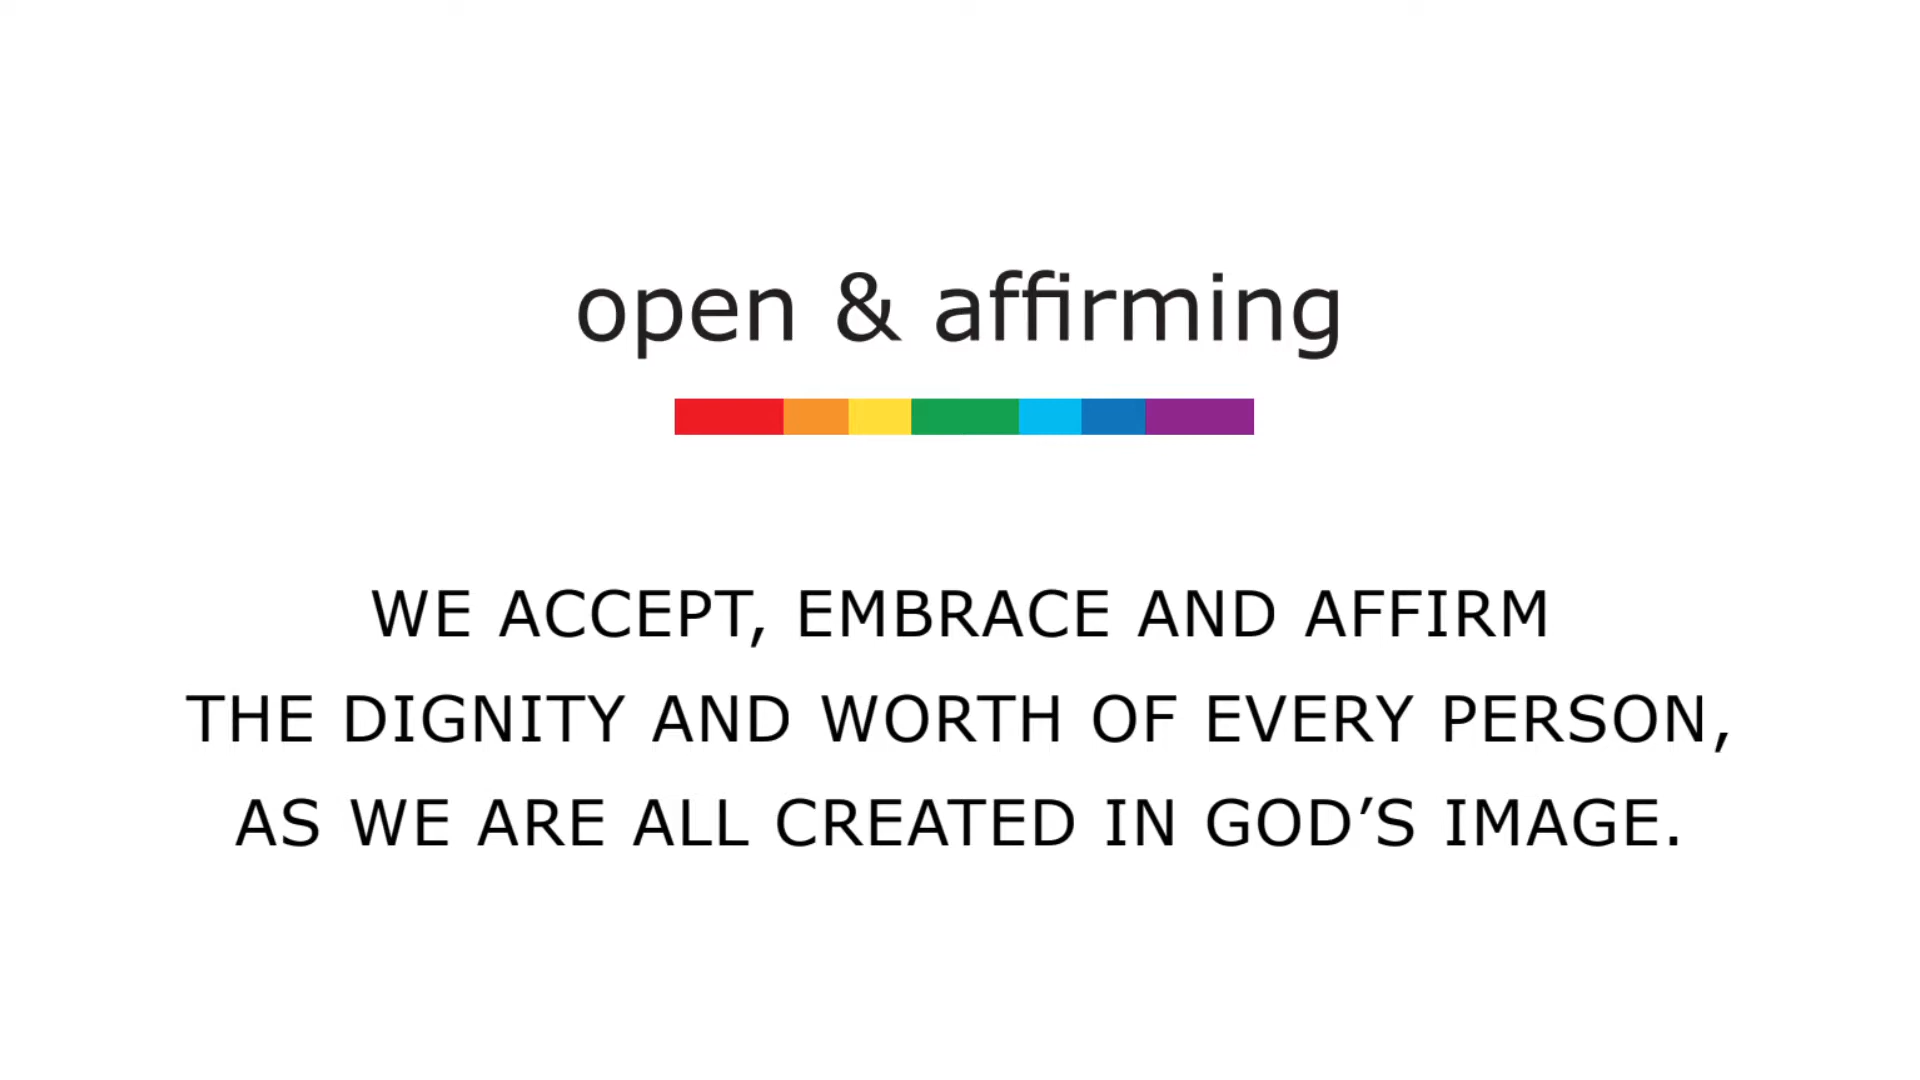 open & affirming
WE ACCEPT, EMBRACE AND AFFIRM
THE DIGNITY AND WORTH OF EVERY PERSON,
AS WE ARE ALL CREATED IN GOD’S IMAGE.